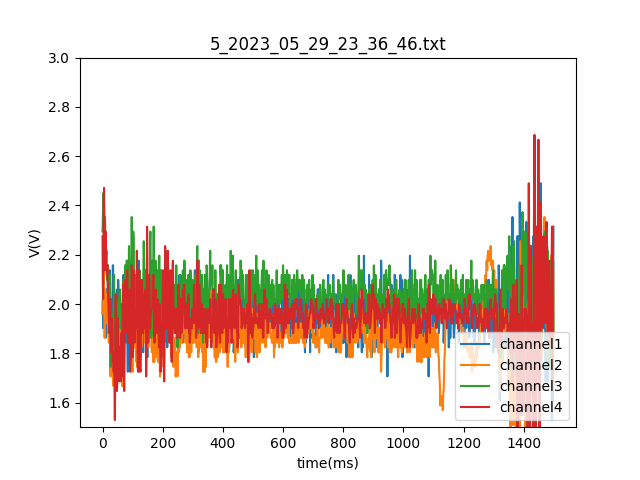 5_2023_05_29_23_36_46.txt
3.0
2.8
2.6
2.4
2.2
2.0
1.8
1.6
V(V)
channel1
channel2
channel3
channel4
0 200 400 600 800 1000 1200 1400
time(ms)